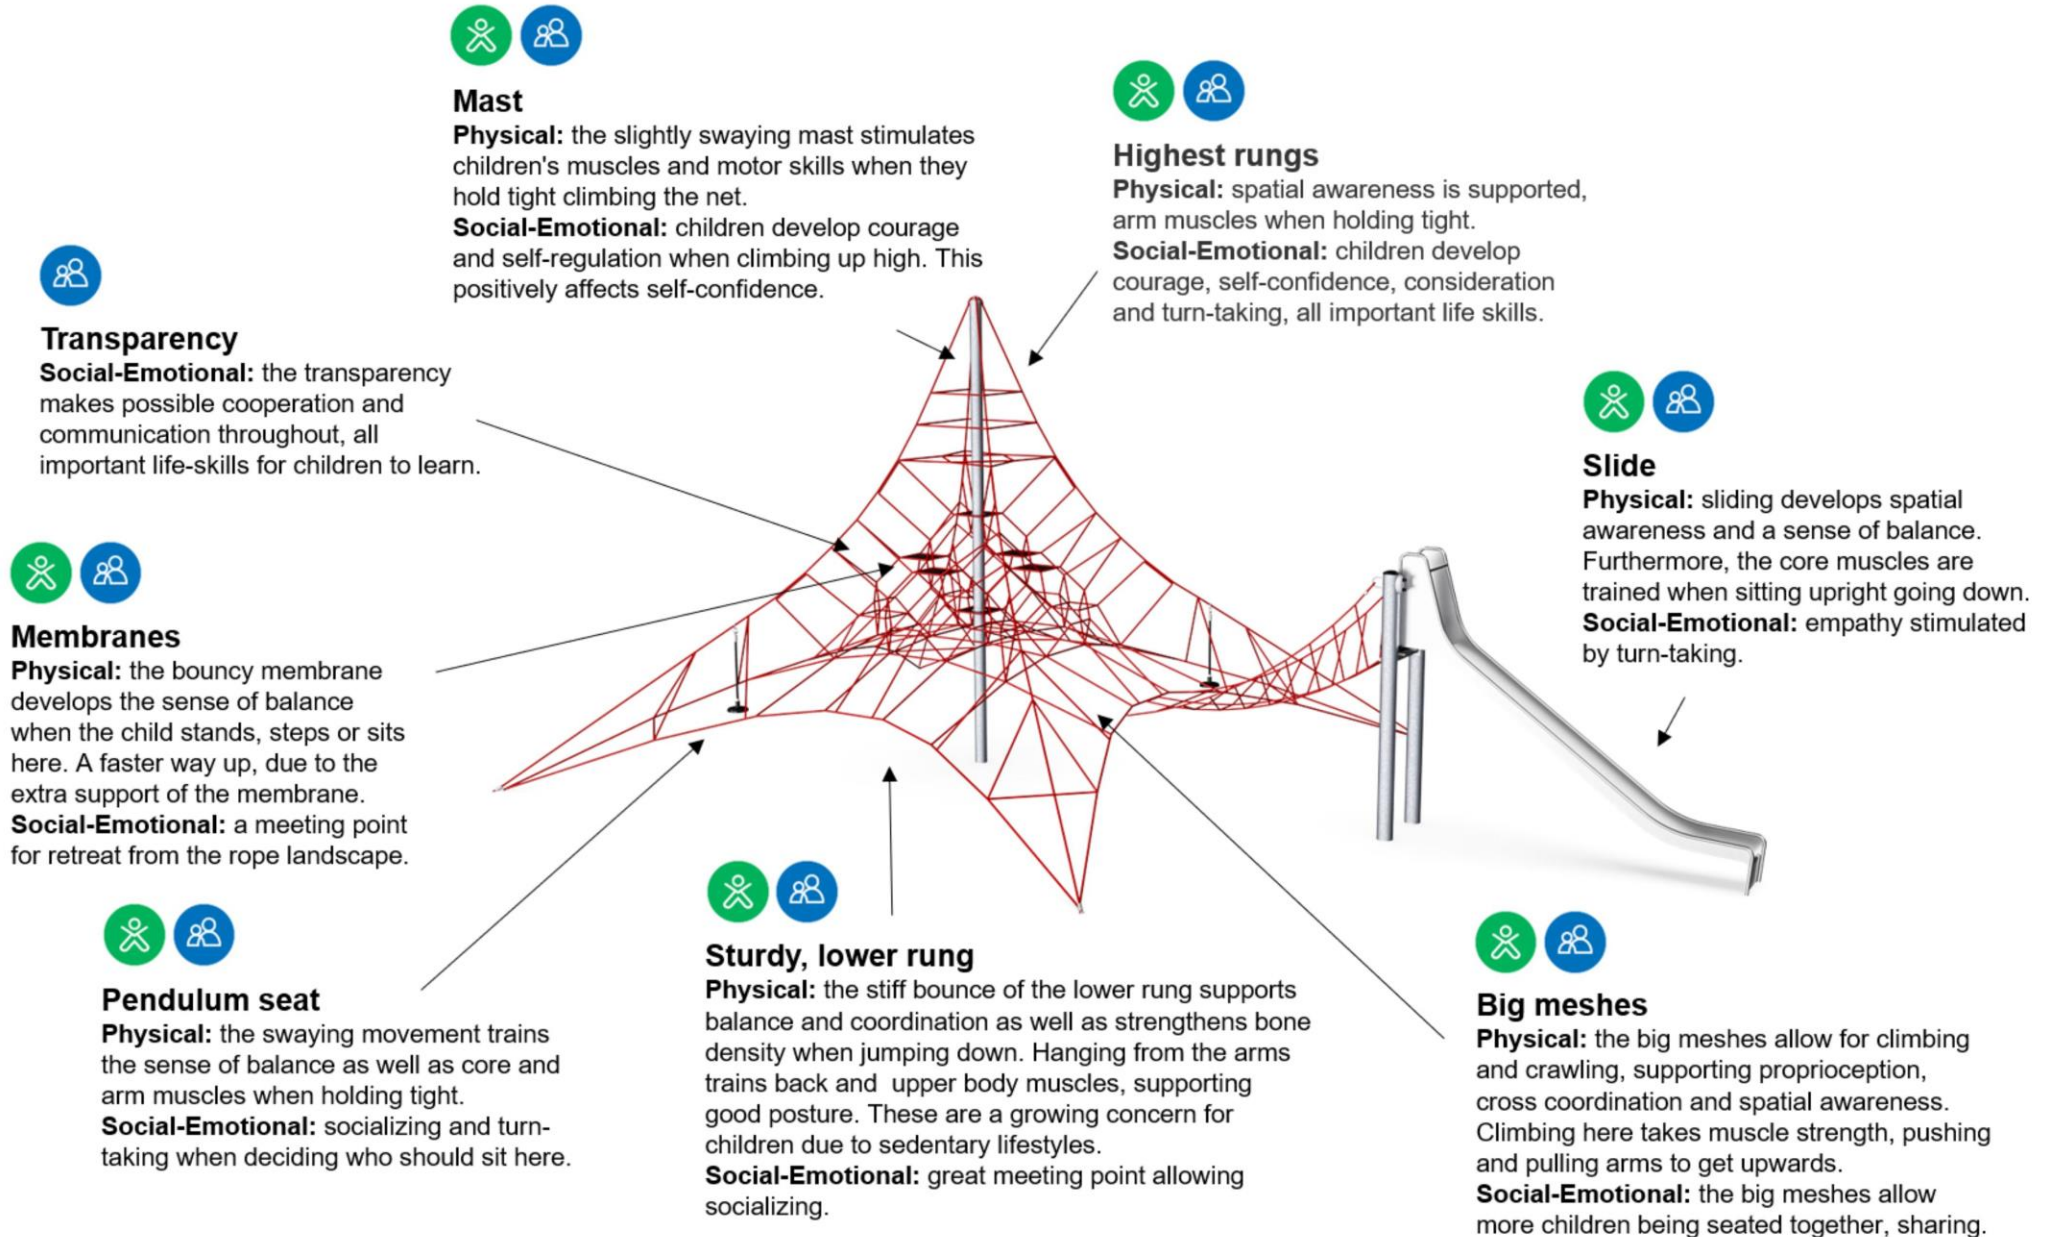 Mast
Physical: the slightly swaying mast stimulates
children's muscles and motor skills when they
hold tight climbing the net.
Social-Emotional: children develop courage
and self-regulation when climbing up high. This
positively affects self-confidence.
Highest rungs
Physical: spatial awareness is supported,
arm muscles when holding tight.
Social-Emotional: children develop
courage, self-confidence, consideration
and turn-taking, all important life skills.
Transparency
Social-Emotional: the transparency
makes possible cooperation and
communication throughout, all
important life-skills for children to learn.
Slide
Physical: sliding develops spatial
awareness and a sense of balance.
Furthermore, the core muscles are
trained when sitting upright going down.
Social-Emotional: empathy stimulated
by turn-taking.
Membranes
Physical: the bouncy membrane
develops the sense of balance
when the child stands, steps or sits
here. A faster way up, due to the
extra support of the membrane.
Social-Emotional: a meeting point
for retreat from the rope landscape.
Pendulum seat
Physical: the swaying movement trains
the sense of balance as well as core and
arm muscles when holding tight.
Social-Emotional: socializing and turn-
taking when deciding who should sit here.
Sturdy, lower rung
Physical: the stiff bounce of the lower rung supports
balance and coordination as well as strengthens bone
density when jumping down. Hanging from the arms
trains back and upper body muscles, supporting
good posture. These are a growing concern for
children due to sedentary lifestyles.
Social-Emotional: great meeting point allowing
socializing.
Big meshes
Physical: the big meshes allow for climbing
and crawling, supporting proprioception,
cross coordination and spatial awareness.
Climbing here takes muscle strength, pushing
and pulling arms to get upwards.
Social-Emotional: the big meshes allow
more children being seated together, sharing.